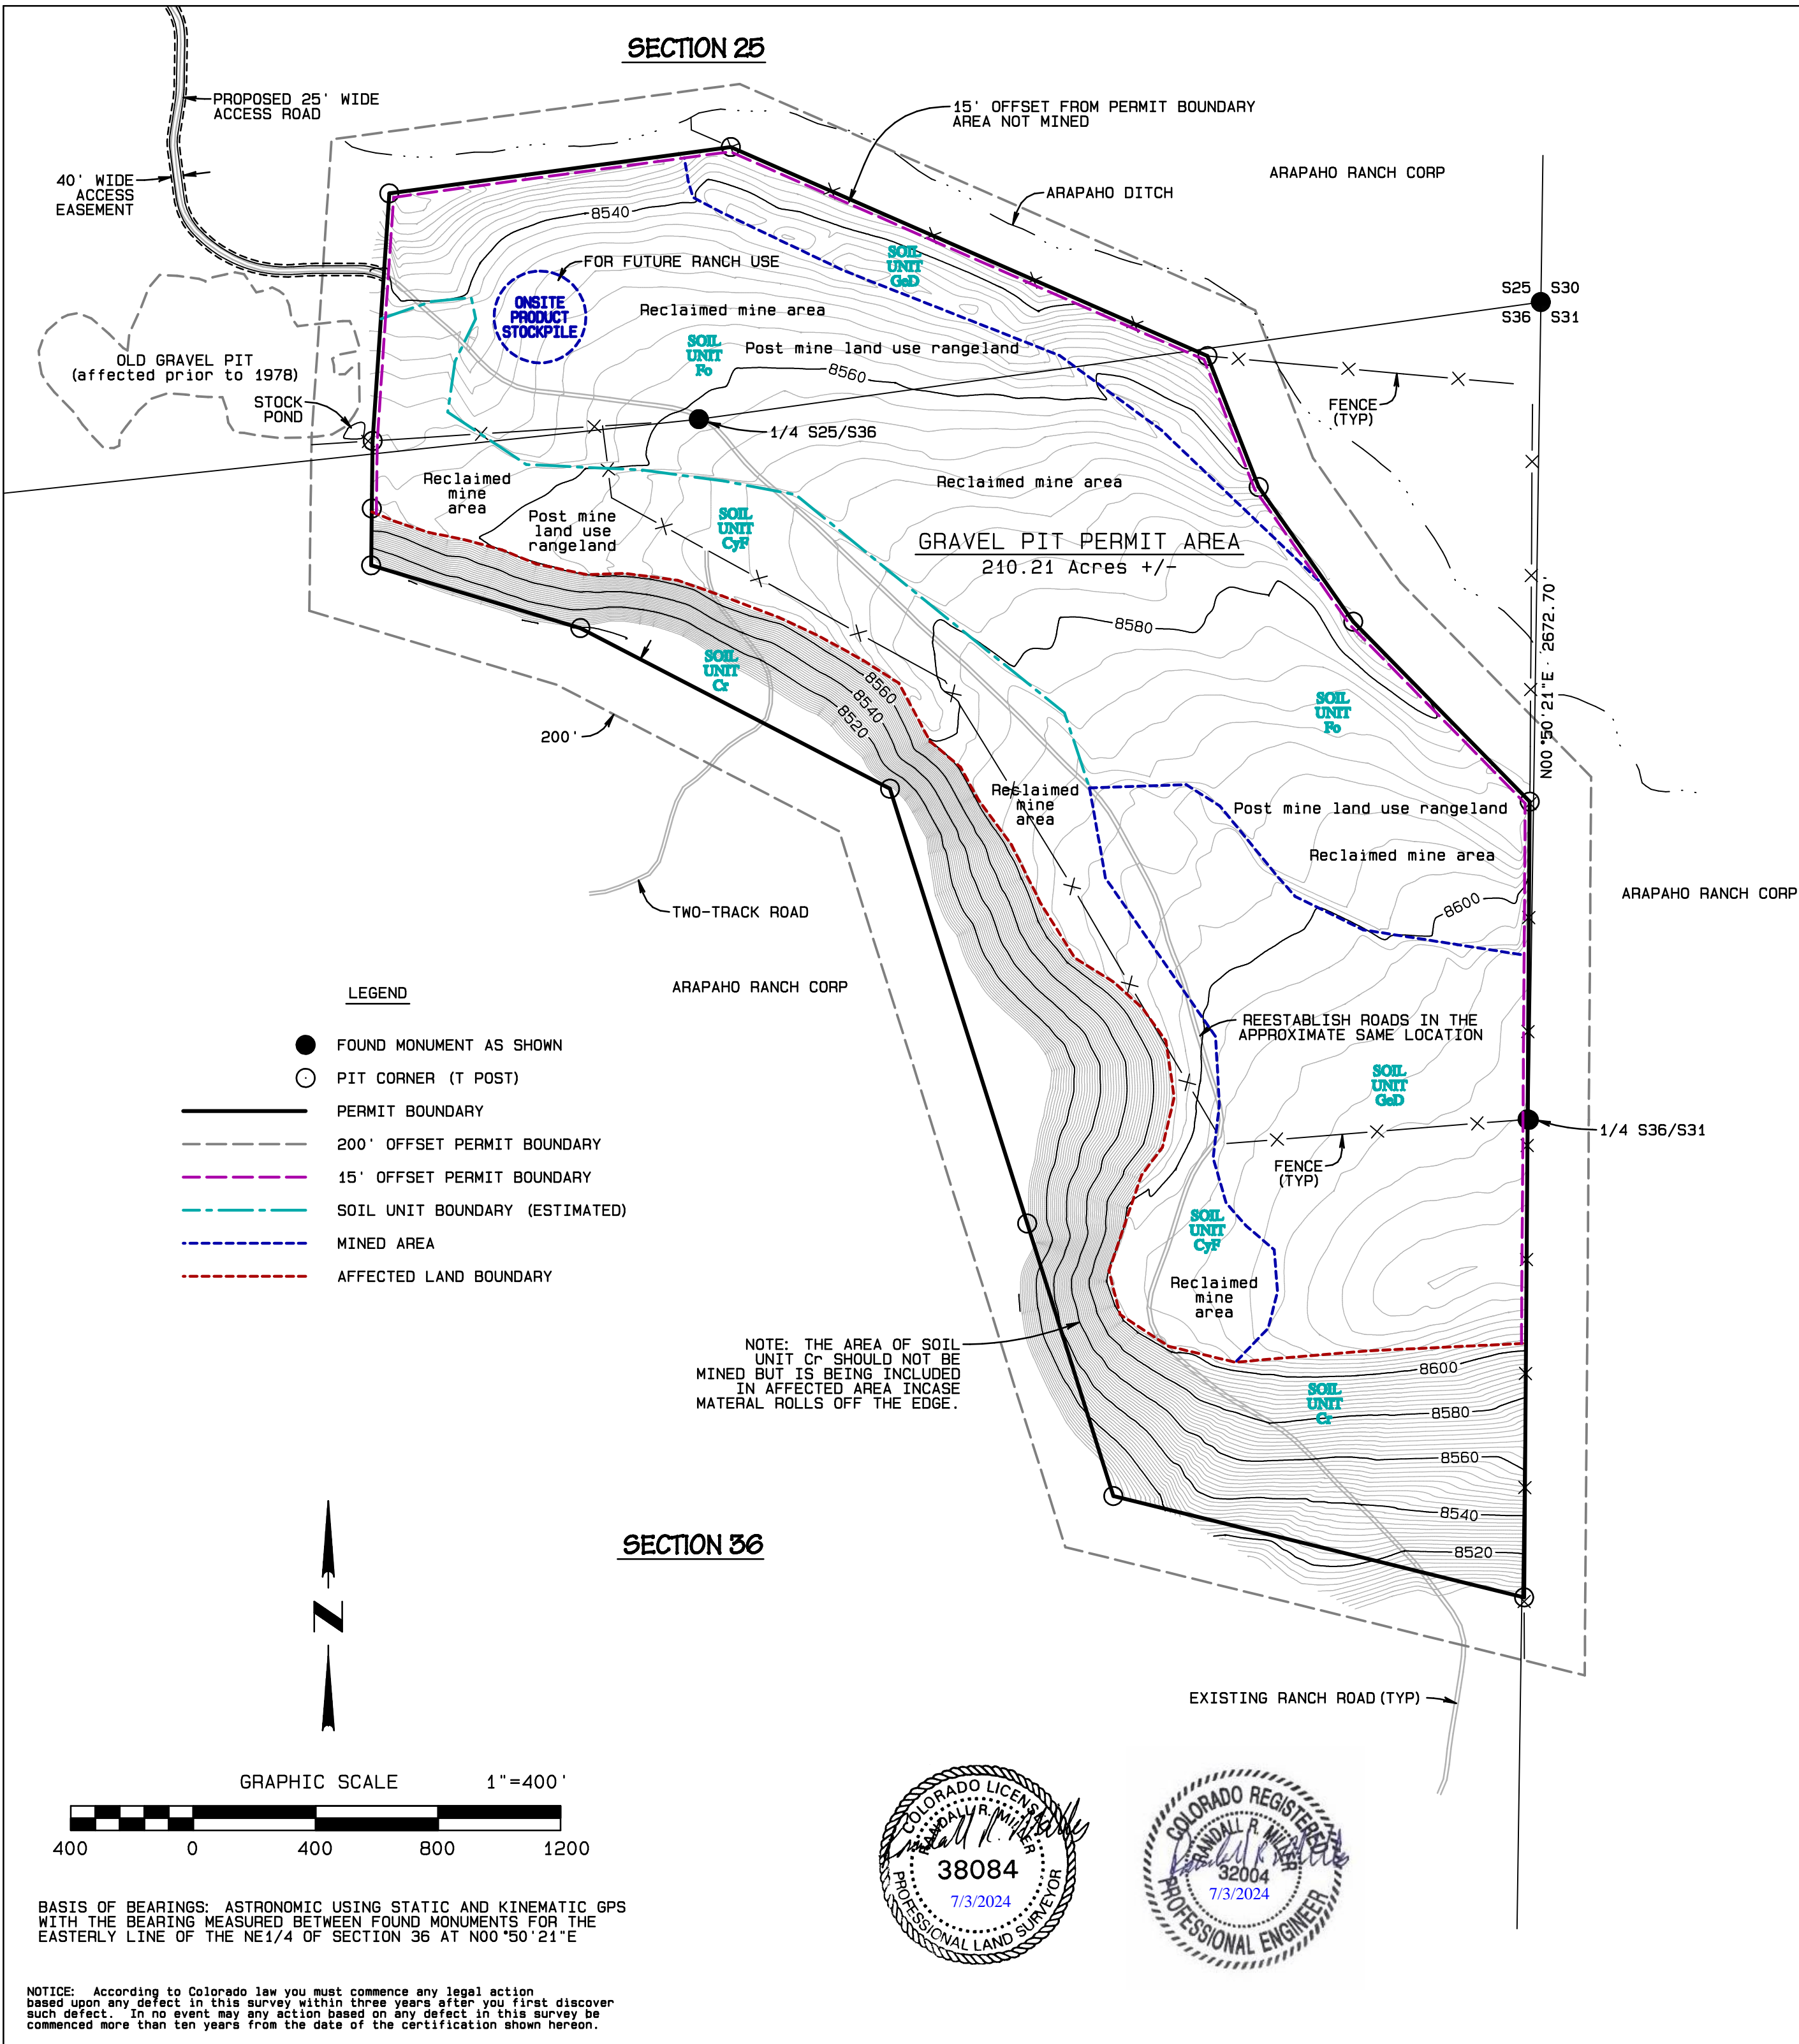 SECTION 25
PROPOSED 25' WIDE
ACCESS ROAD
15' OFFSET FROM PERMIT BOUNDARY
AREA NOT MINED
40' WIDE
ACCESS
EASEMENT
ARAPAHO RANCH CORP
ARAPAHO DITCH
8540
SOIL
UNIT
GeD
FOR FUTURE RANCH USE
ONSITE
PRODUCT
STOCKPILE
Reclaimed mine area
S25
S30
S36
S31
SOIL
UNIT
Fo
Post mine land use rangeland
8560
OLD GRAVEL PIT
(affected prior to 1978)
STOCK
POND
FENCE
(TYP)
1/4 S25/S36
Reclaimed
mine
area
Reclaimed mine area
Post mine
land use
rangeland
SOIL
UNIT
CyF
GRAVEL PIT PERMIT AREA
210.21 Acres +/-
N00°50'21"E 2672.70'
8580
SOIL
UNIT
Cr
8560
8540
8520
SOIL
UNIT
Fo
200'
Reclaimed
mine
area
Post mine land use rangeland
Reclaimed mine area
ARAPAHO RANCH CORP
8600
TWO-TRACK ROAD
ARAPAHO RANCH CORP
REESTABLISH ROADS IN THE
APPROXIMATE SAME LOCATION
SOIL
UNIT
GeD
1/4 S36/S31
FENCE
(TYP)
LEGEND
FOUND MONUMENT AS SHOWN
PIT CORNER (T POST)
PERMIT BOUNDARY
200' OFFSET PERMIT BOUNDARY
15' OFFSET PERMIT BOUNDARY
SOIL UNIT BOUNDARY (ESTIMATED)
MINED AREA
AFFECTED LAND BOUNDARY
SOIL
UNIT
CyF
Reclaimed
mine
area
NOTE: THE AREA OF SOIL
UNIT Cr SHOULD NOT BE
MINED BUT IS BEING INCLUDED
IN AFFECTED AREA INCASE
MATERAL ROLLS OFF THE EDGE.
8600
SOIL
UNIT
Cr
8580
8560
8540
8520
SECTION 36
N
EXISTING RANCH ROAD (TYP)
GRAPHIC SCALE 1"=400'
400 0 400 800 1200
COLORADO LICENSED
RANDALL R. MILLER
38084
7/3/2024
PROFESSIONAL LAND SURVEYOR
COLORADO REGISTERED
RANDALL R. MILLER
32004
7/3/2024
PROFESSIONAL ENGINEER
BASIS OF BEARINGS: ASTRONOMIC USING STATIC AND KINEMATIC GPS
WITH THE BEARING MEASURED BETWEEN FOUND MONUMENTS FOR THE
EASTERLY LINE OF THE NE1/4 OF SECTION 36 AT N00°50'21"E
NOTICE: According to Colorado law you must commence any legal action
based upon any defect in this survey within three years after you first discover
such defect. In no event may any action based on any defect in this survey be
commenced more than ten years from the date of the certification shown hereon.